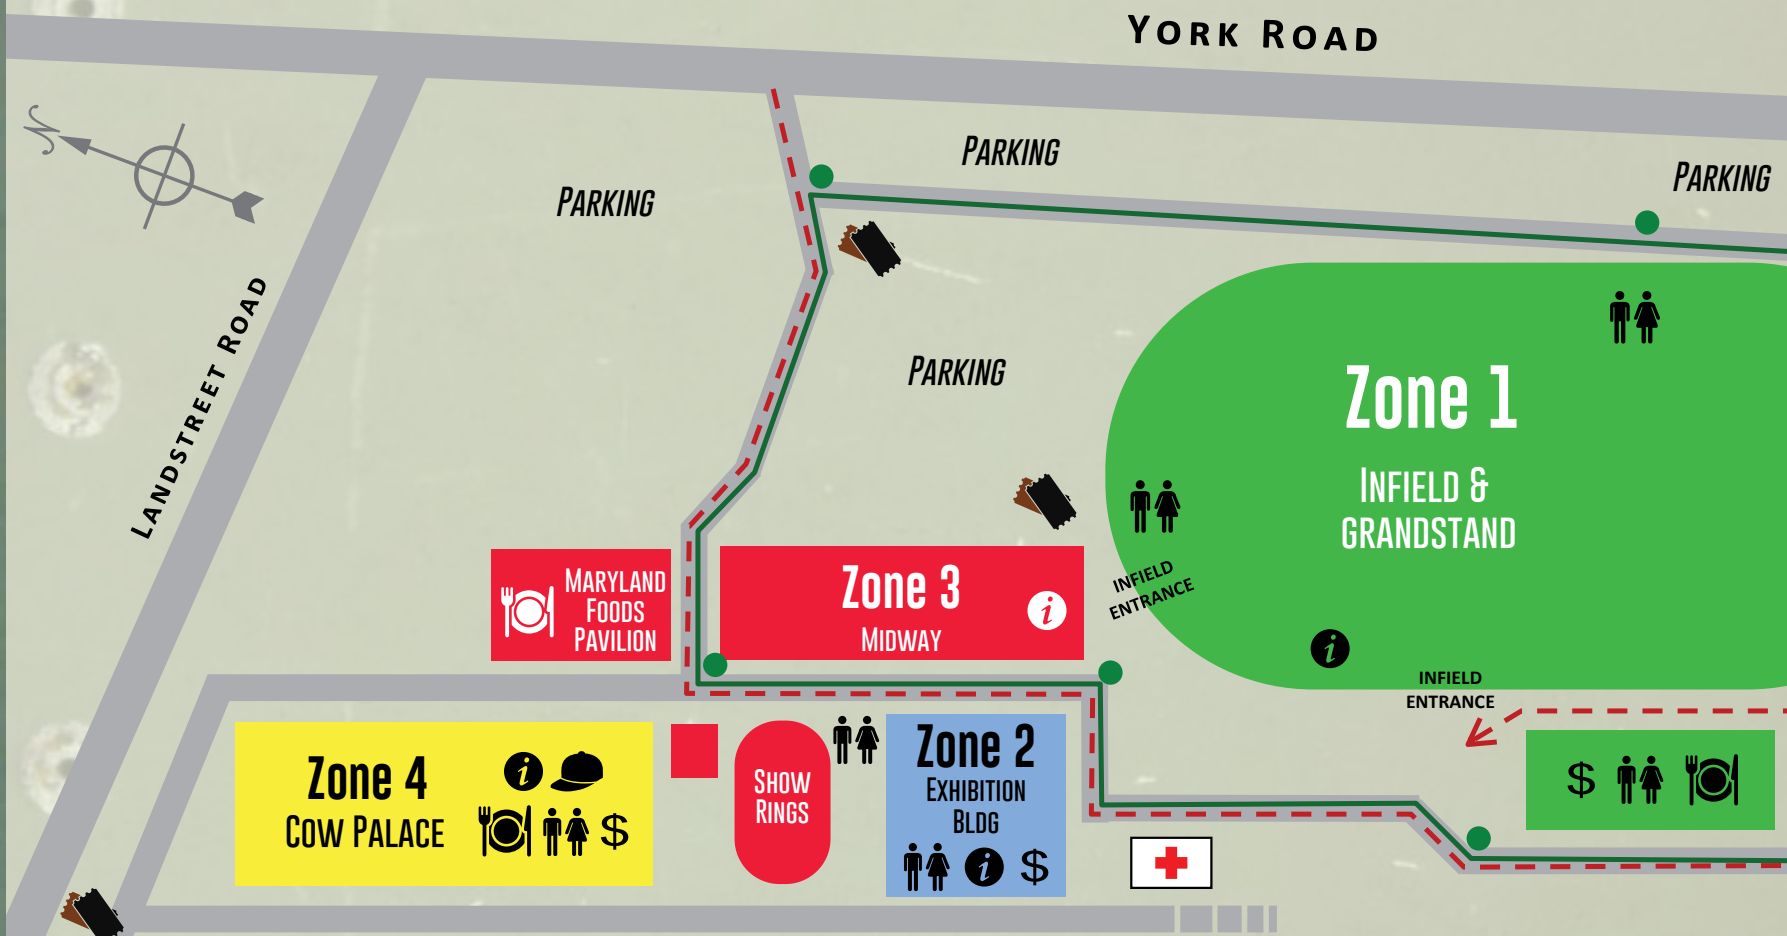 YORK ROAD
N
PARKING
PARKING
PARKING
LANDSTREET ROAD
PARKING
Zone 1
INFIELD &
GRANDSTAND
INFIELD
ENTRANCE
MARYLAND
FOODS
PAVILION
Zone 3
MIDWAY
i
i
INFIELD
ENTRANCE
Zone 4
COW PALACE
i
$
SHOW
RINGS
Zone 2
EXHIBITION
BLDG
i
$
$